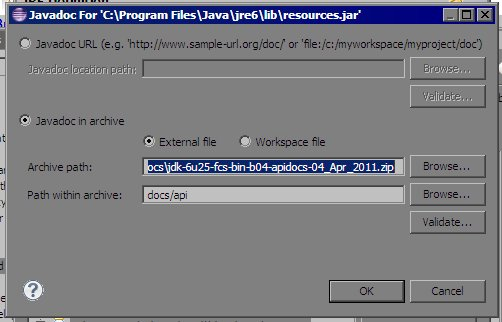 Javadoc For 'C:\Program Files\Java\jre6\lib\resources.jar'
Javadoc URL (e.g. 'http://www.sample-url.org/doc/' or 'file:/c:/myworkspace/myproject/doc')
Javadoc location path:
Browse...
Validate...
Javadoc in archive
External file
Workspace file
Archive path:
ocs\jdk-6u25-fcs-bin-b04-apidocs-04_Apr_2011.zip
Browse...
Path within archive:
docs/api
Browse...
Validate...
?
OK
Cancel